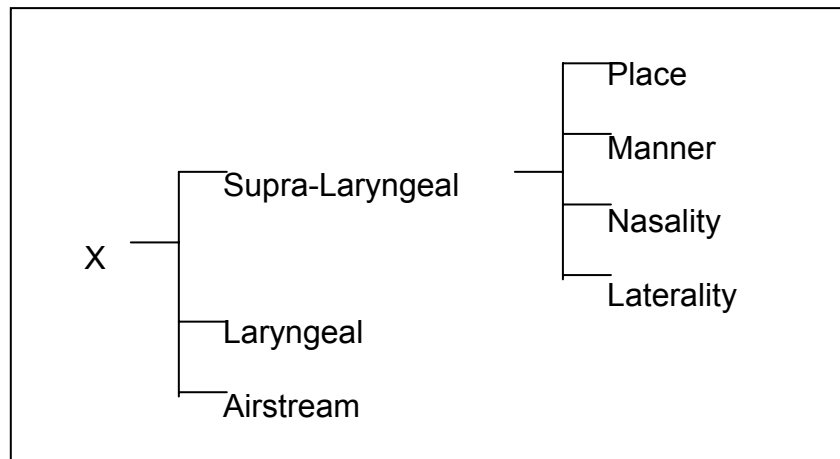 Place
Manner
Supra-Laryngeal
Nasality
X
Laterality
Laryngeal
Airstream